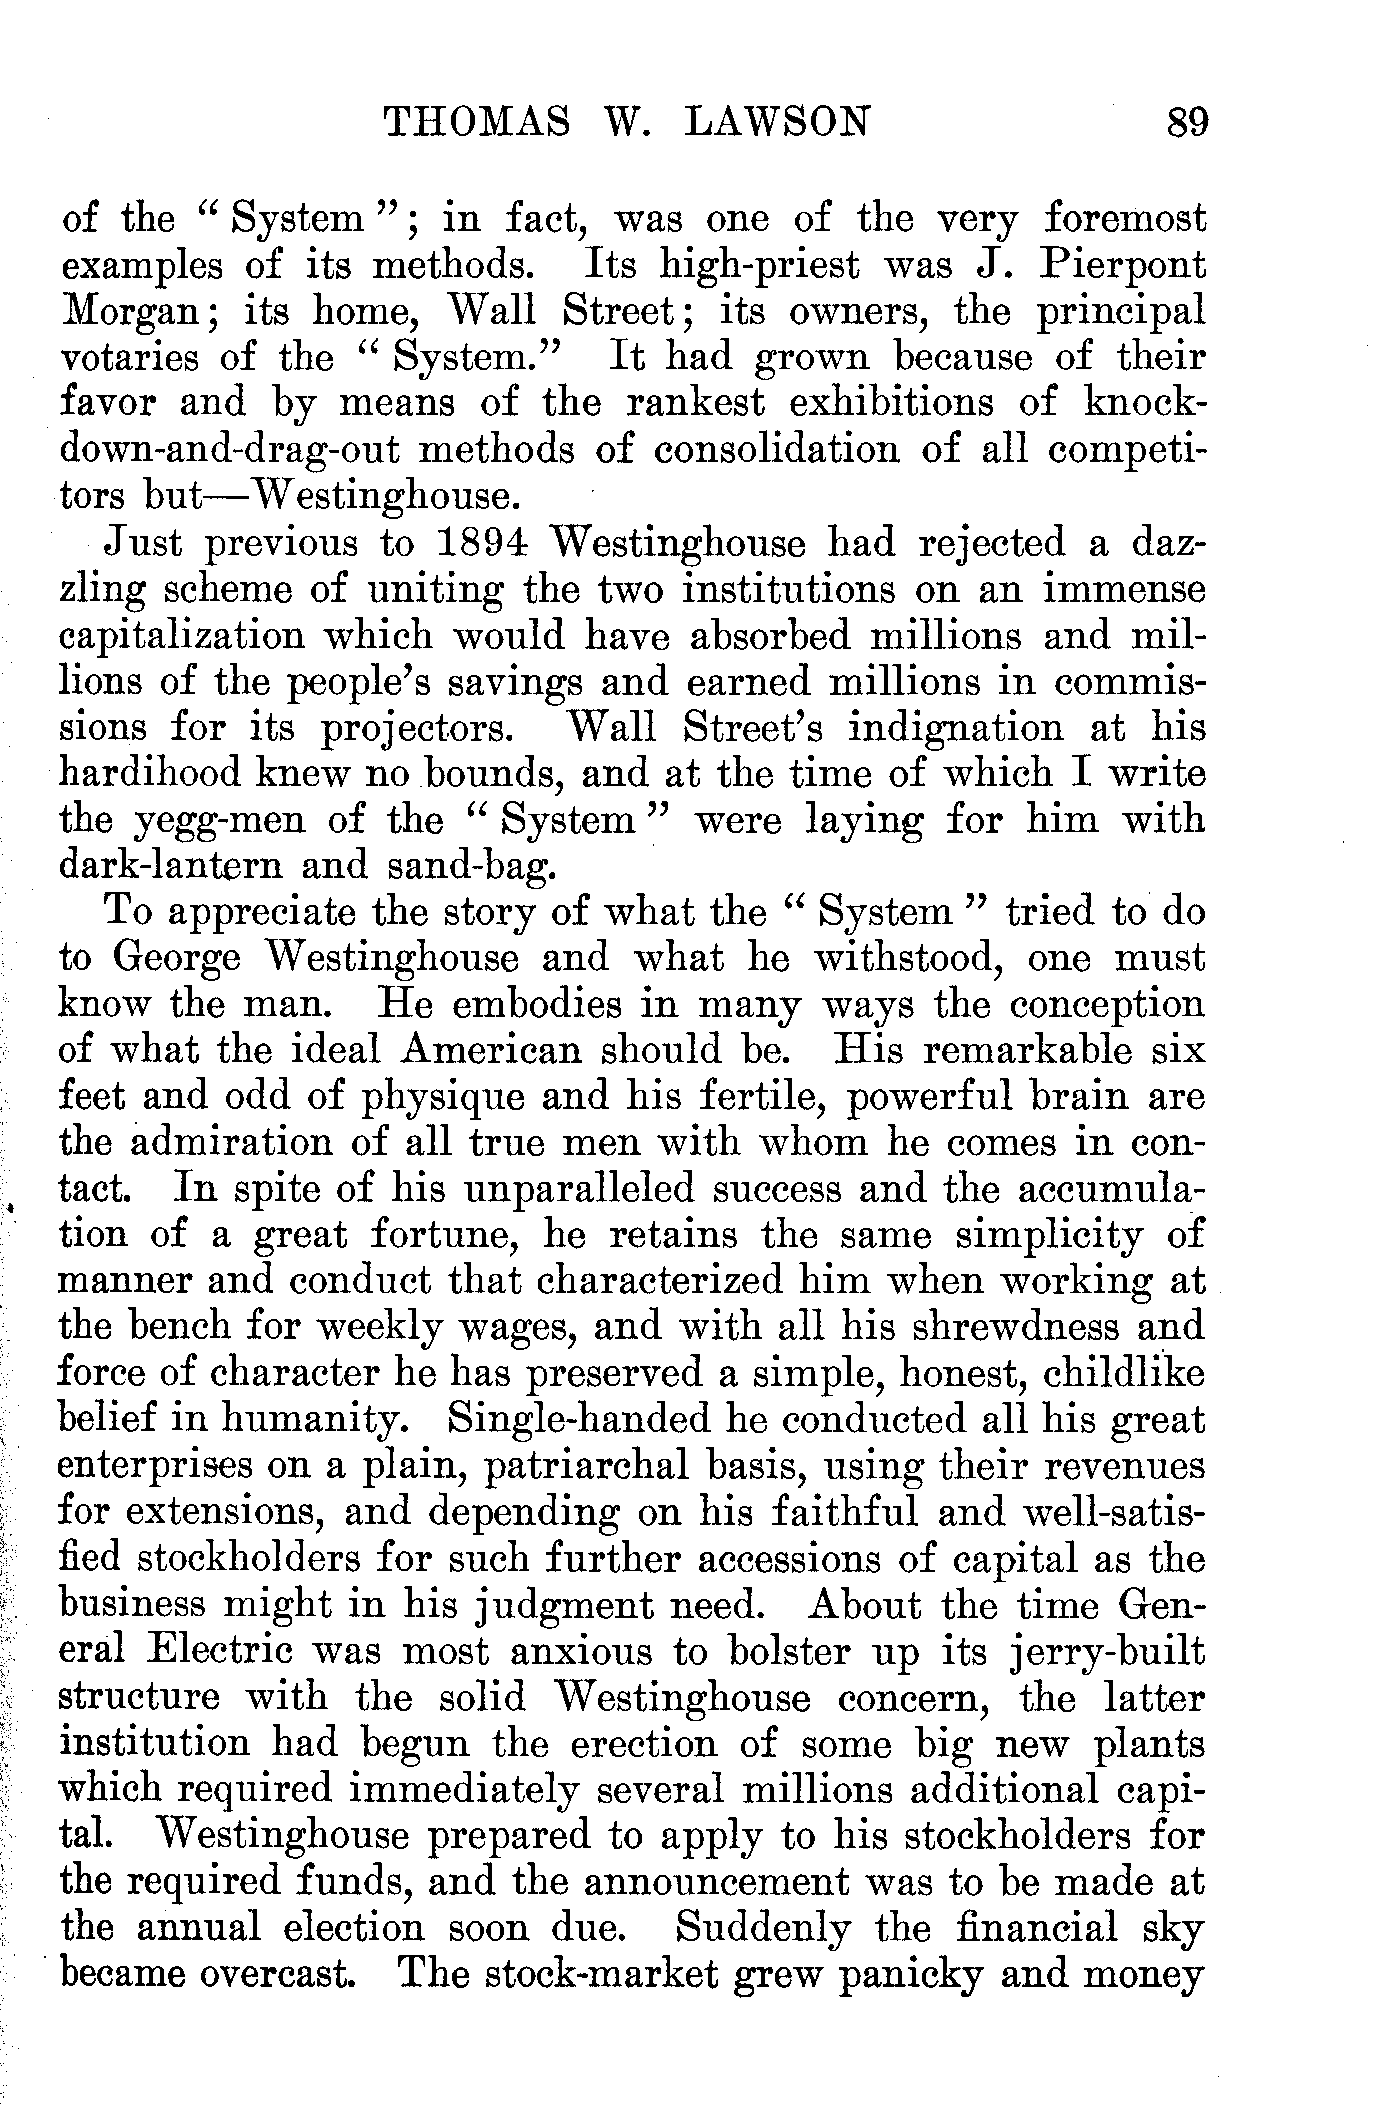 THOMAS W. LAWSON 89
of the “ System ” ; in fact, was one of the very foremost
examples of its methods. Its high-priest was J. Pierpont
Morgan; its home, Wall Street; its owners, the principal
votaries of the “ System.” It had grown because of their
favor and by means of the rankest exhibitions of knock-
down-and-drag-out methods of consolidation of all competi-
tors but—Westinghouse.
Just previous to 1894 Westinghouse had rejected a daz-
zling scheme of uniting the two institutions on an immense
capitalization which would have absorbed millions and mil-
lions of the people’s savings and earned millions in commis-
sions for its projectors. Wall Street’s indignation at his
hardihood knew no bounds, and at the time of which I write
the yegg-men of the “ System ” were laying for him with
dark-lantern and sand-bag.
To appreciate the story of what the “ System ” tried to do
to George Westinghouse and what he withstood, one must
know the man. He embodies in many ways the conception
of what the ideal American should be. His remarkable six
feet and odd of physique and his fertile, powerful brain are
the admiration of all true men with whom he comes in con-
tact. In spite of his unparalleled success and the accumula-
tion of a great fortune, he retains the same simplicity of
manner and conduct that characterized him when working at
the bench for weekly wages, and with all his shrewdness and
force of character he has preserved a simple, honest, childlike
belief in humanity. Single-handed he conducted all his great
enterprises on a plain, patriarchal basis, using their revenues
for extensions, and depending on his faithful and well-satis-
fied stockholders for such further accessions of capital as the
business might in his judgment need. About the time Gen-
eral Electric was most anxious to bolster up its jerry-built
structure with the solid Westinghouse concern, the latter
institution had begun the erection of some big new plants
which required immediately several millions additional capi-
tal. Westinghouse prepared to apply to his stockholders for
the required funds, and the announcement was to be made at
the annual election soon due. Suddenly the financial sky
became overcast. The stock-market grew panicky and money